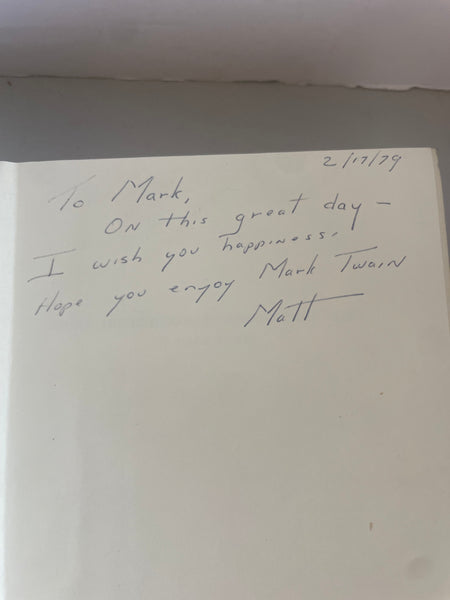 2/17/79
To Mark,
On this great day –
I wish you happiness.
Hope you enjoy Mark Twain
Matt